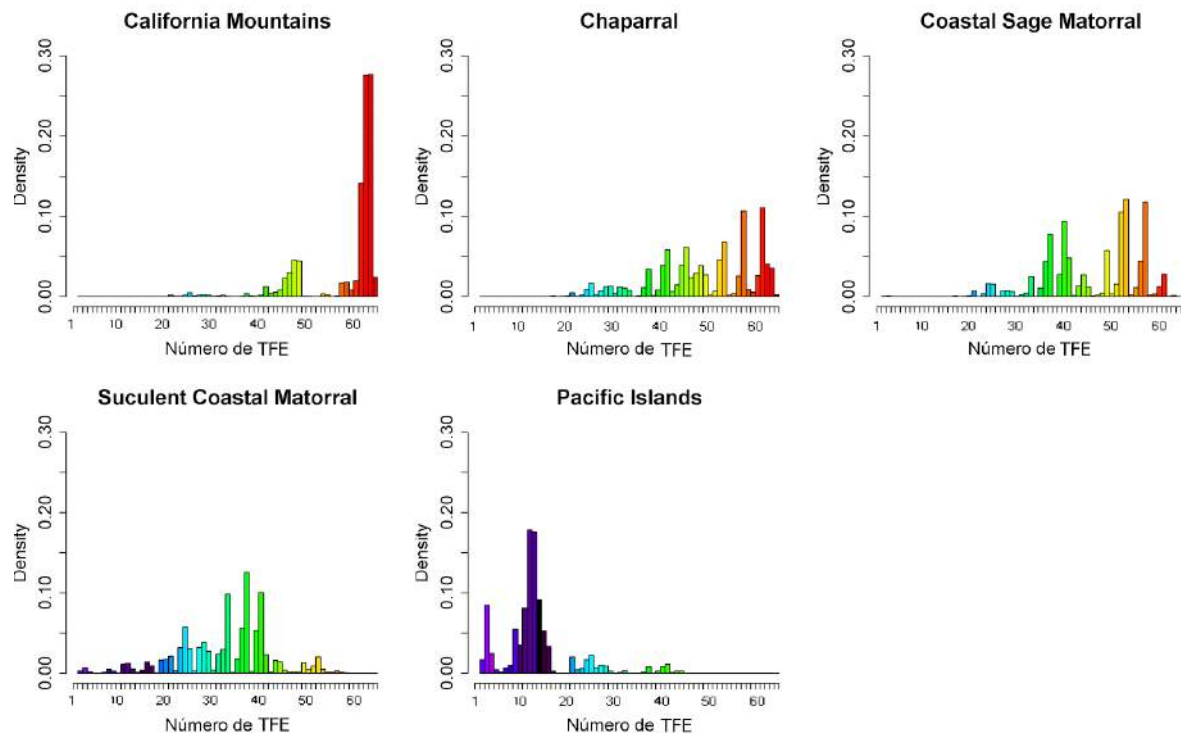 California Mountains
Density
0.30
0.20
0.10
0.00
1 10 20 30 40 50 60
Número de TFE
Chaparral
Density
0.30
0.20
0.10
0.00
1 10 20 30 40 50 60
Número de TFE
Coastal Sage Matorral
Density
0.30
0.20
0.10
0.00
1 10 20 30 40 50 60
Número de TFE
Suculent Coastal Matorral
Density
0.30
0.20
0.10
0.00
1 10 20 30 40 50 60
Número de TFE
Pacific Islands
Density
0.30
0.20
0.10
0.00
1 10 20 30 40 50 60
Número de TFE